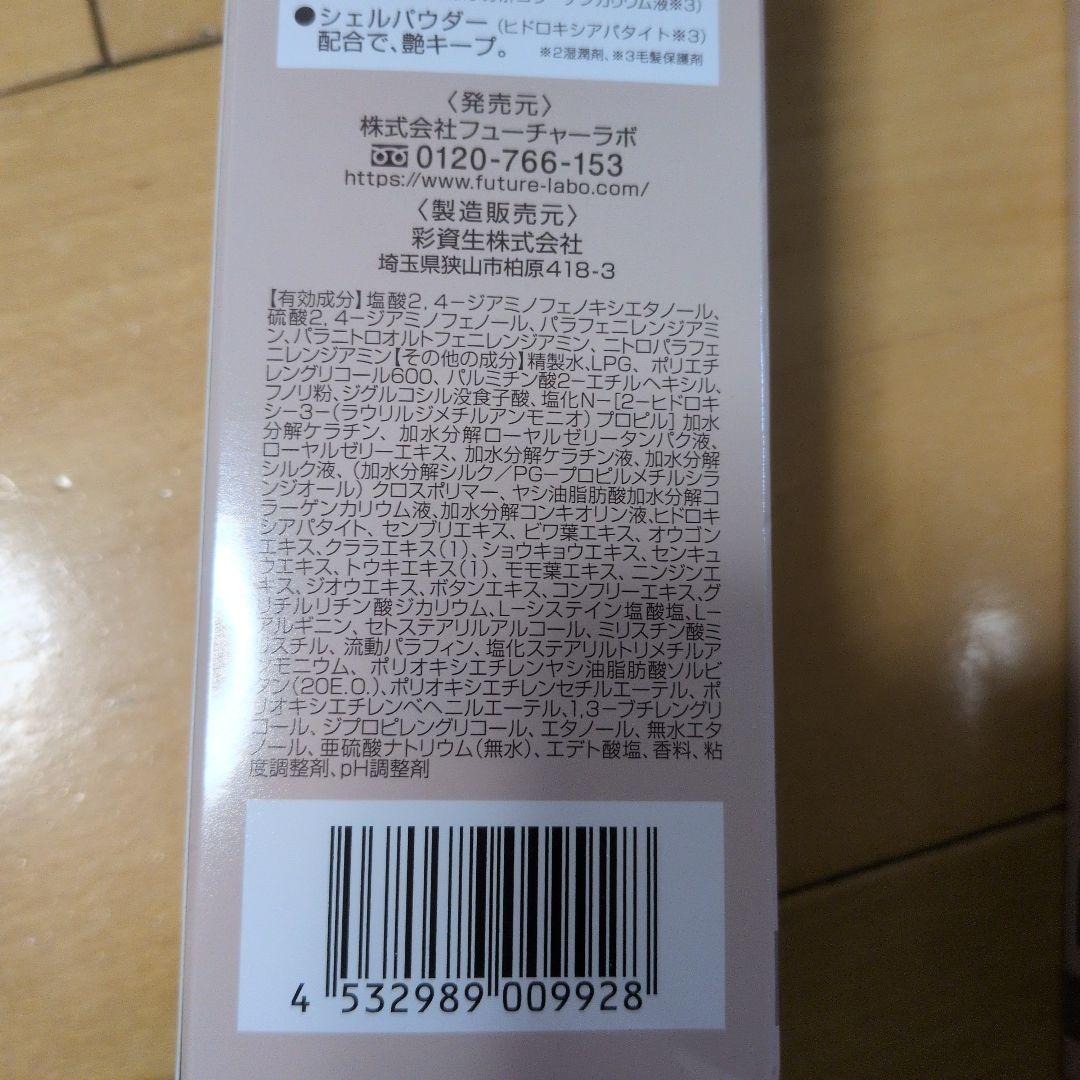 液※3)
●シェルパウダー (ヒドロキシアパタイト※3)
配合で、艶キープ。 ※2湿潤剤、※3毛髪保護剤
〈発売元〉
株式会社フューチャーラボ
0120-766-153
https://www.future-labo.com/
〈製造販売元〉
彩資生株式会社
埼玉県狭山市柏原418-3
【有効成分】塩酸2, 4-ジアミノフェノキシエタノール、
硫酸2, 4-ジアミノフェノール、パラフェニレンジアミ
ン、パラニトロオルトフェニレンジアミン、ニトロパラフェ
ニレンジアミン【その他の成分】精製水、LPG、ポリエチ
レングリコール600、パルミチン酸2-エチルヘキシル、
フノリ粉、ジグルコシル没食子酸、塩化N-[2-ヒドロキ
シ-3-(ラウリルジメチルアンモニオ)プロピル]加水
分解ケラチン、加水分解ローヤルゼリータンパク液、
ローヤルゼリーエキス、加水分解ケラチン液、加水分解
シルク液、(加水分解シルク/PG-プロピルメチルシラ
ンジオール)クロスポリマー、ヤシ油脂肪酸加水分解コ
ラーゲンカリウム液、加水分解コンキオリン液、ヒドロキ
シアパタイト、センブリエキス、ビワ葉エキス、オウゴン
エキス、クララエキス(1)、ショウキョウエキス、センキュ
ウエキス、トウキエキス(1)、モモ葉エキス、ニンジンエ
キス、ジオウエキス、ボタンエキス、コンフリーエキス、グ
リチルリチン酸ジカリウム、L-システイン塩酸塩、L-
アルギニン、セトステアリルアルコール、ミリスチン酸ミ
リスチル、流動パラフィン、塩化ステアリルトリメチルア
ンモニウム、ポリオキシエチレンヤシ油脂肪酸ソルビ
タン(20E.O.)、ポリオキシエチレンセチルエーテル、ポ
リオキシエチレンベヘニルエーテル、1,3-ブチレングリ
コール、ジプロピレングリコール、エタノール、無水エタ
ノール、亜硫酸ナトリウム(無水)、エデト酸塩、香料、粘
度調整剤、pH調整剤
4 532989 009928